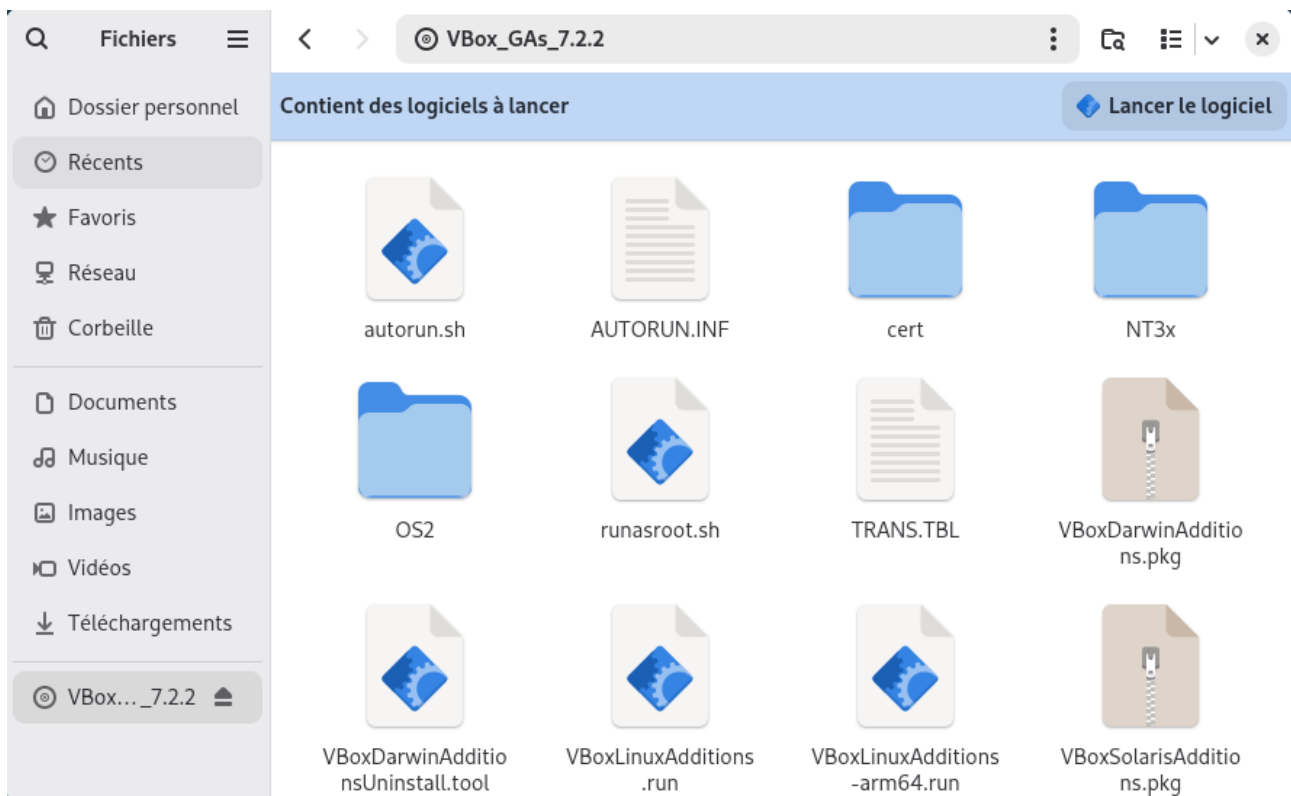 Fichiers
VBox_GAs_7.2.2
Dossier personnel
Récents
Favoris
Réseau
Corbeille
Documents
Musique
Images
Vidéos
Téléchargements
VBox..._7.2.2
Contient des logiciels à lancer
Lancer le logiciel
autorun.sh
AUTORUN.INF
cert
NT3x
OS2
runasroot.sh
TRANS.TBL
VBoxDarwinAdditio
ns.pkg
VBoxDarwinAdditio
nsUninstall.tool
VBoxLinuxAdditions
.run
VBoxLinuxAdditions
-arm64.run
VBoxSolarisAdditio
ns.pkg